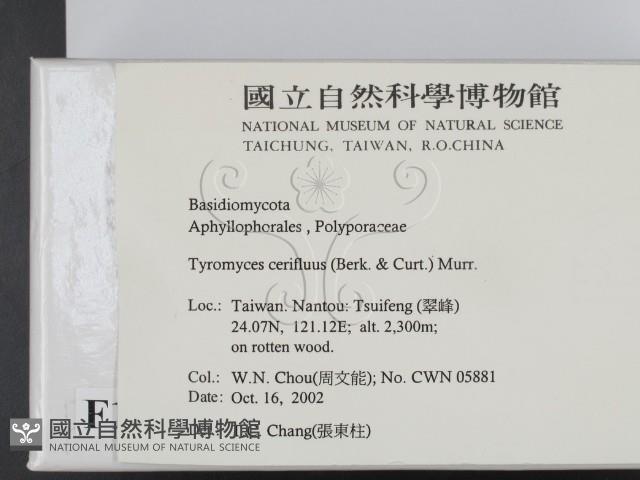 國立自然科學博物館
NATIONAL MUSEUM OF NATURAL SCIENCE
TAICHUNG, TAIWAN, R.O.CHINA
Basidiomycota
Aphyllophorales , Polyporaceae
Tyromyces cerifluus (Berk. & Curt.) Murr.
Loc.: Taiwan. Nantou: Tsuifeng (翠峰)
24.07N, 121.12E; alt. 2,300m;
on rotten wood.
Col.: W.N. Chou(周文能); No. CWN 05881
Date: Oct. 16, 2002
Chang(張東柱)
國立自然科學博物館
NATIONAL MUSEUM OF NATURAL SCIENCE